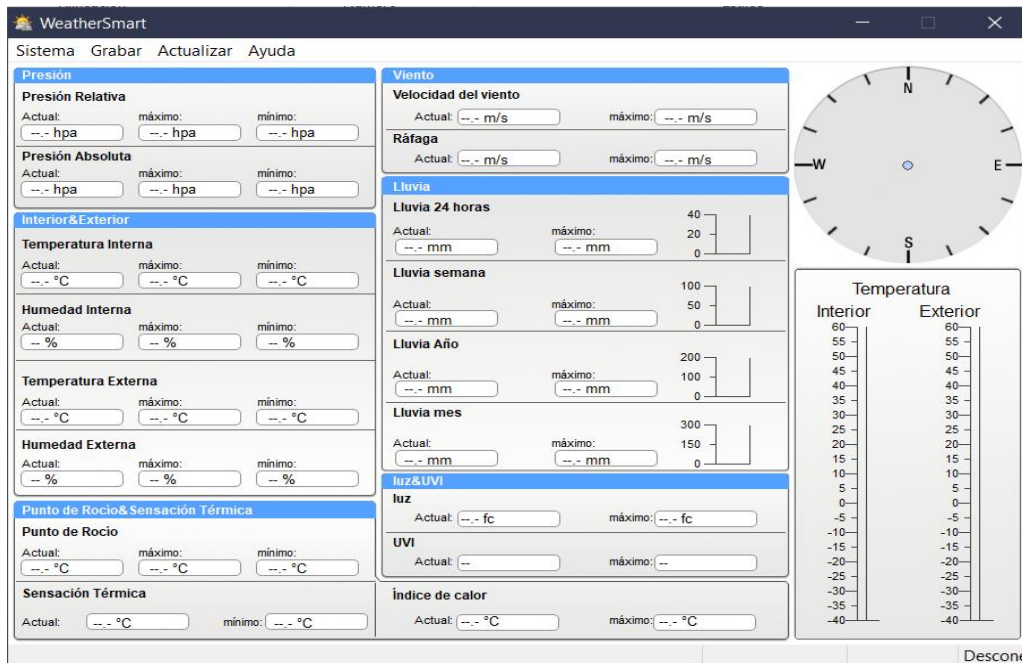 WeatherSmart
Sistema Grabar Actualizar Ayuda
Presión
Presión Relativa
Actual: máximo: mínimo:
--.- hpa --.- hpa --.- hpa
Presión Absoluta
Actual: máximo: mínimo:
--.- hpa --.- hpa --.- hpa
Interior&Exterior
Temperatura Interna
Actual: máximo: mínimo:
--.- °C --.- °C --.- °C
Humedad Interna
Actual: máximo: mínimo:
-- % -- % -- %
Temperatura Externa
Actual: máximo: mínimo:
--.- °C --.- °C --.- °C
Humedad Externa
Actual: máximo: mínimo:
-- % -- % -- %
Punto de Rocio&Sensación Térmica
Punto de Rocío
Actual: máximo: mínimo:
--.- °C --.- °C --.- °C
Sensación Térmica
Actual: --.- °C mínimo: --.- °C
Viento
Velocidad del viento
Actual: --.- m/s máximo: --.- m/s
Ráfaga
Actual: --.- m/s máximo: --.- m/s
Lluvia
Lluvia 24 horas
Actual: máximo:
--.- mm --.- mm
40
20
0
Lluvia semana
Actual: máximo:
--.- mm --.- mm
100
50
0
Lluvia Año
Actual: máximo:
--.- mm --.- mm
200
100
0
Lluvia mes
Actual: máximo:
--.- mm --.- mm
300
150
0
luz&UVI
luz
Actual: --.- fc máximo: --.- fc
UVI
Actual: -- máximo: --
Índice de calor
Actual: --.- °C máximo: --.- °C
N
W E
S
Temperatura
Interior Exterior
60 60
55 55
50 50
45 45
40 40
35 35
30 30
25 25
20 20
15 15
10 10
5 5
0 0
-5 -5
-10 -10
-15 -15
-20 -20
-25 -25
-30 -30
-35 -35
-40 -40
Descone